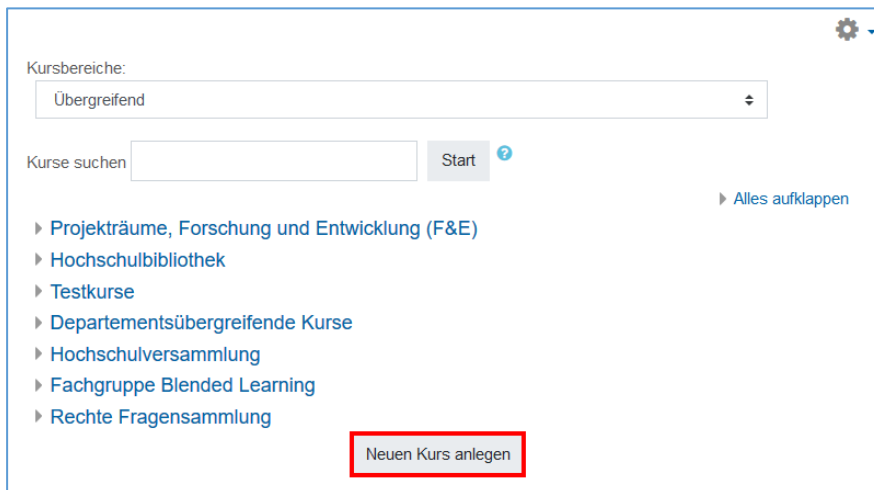 Kursbereiche:
Übergreifend
Kurse suchen Start ?
Alles aufklappen
Projekträume, Forschung und Entwicklung (F&E)
Hochschulbibliothek
Testkurse
Departementsübergreifende Kurse
Hochschulversammlung
Fachgruppe Blended Learning
Rechte Fragensammlung
Neuen Kurs anlegen